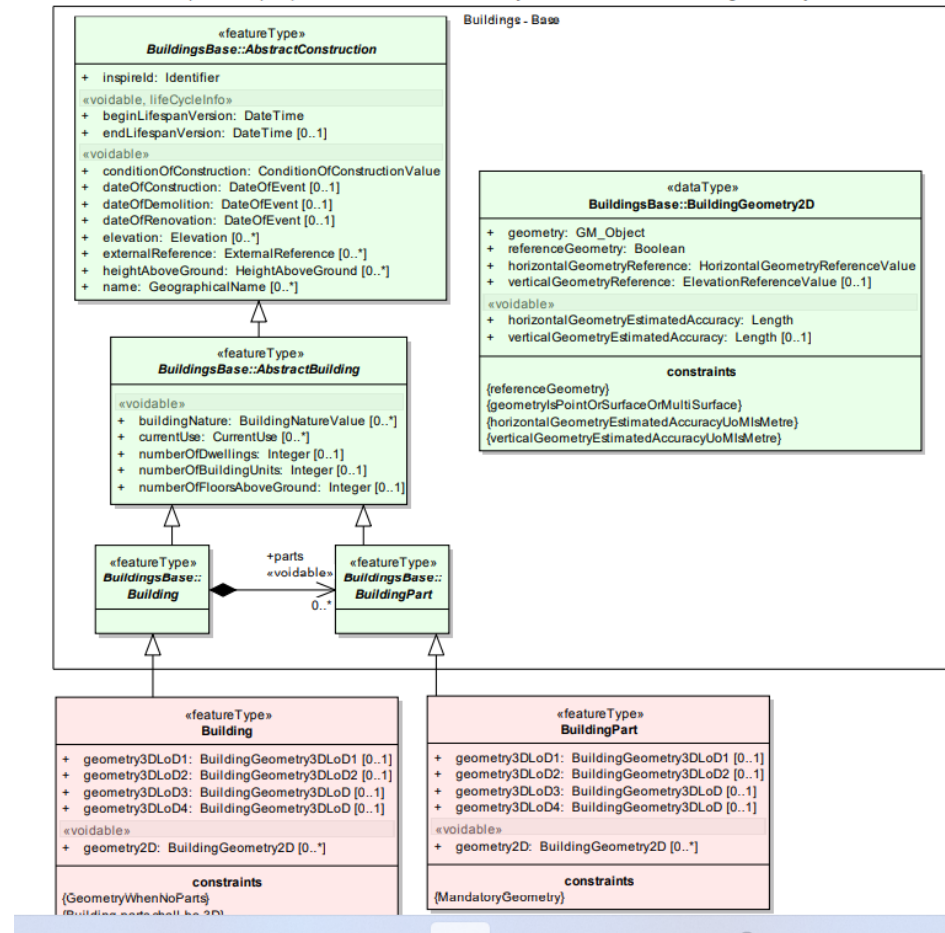 Buildings - Base
«featureType»
BuildingsBase::AbstractConstruction
+ inspireId: Identifier
«voidable, lifeCycleInfo»
+ beginLifespanVersion: DateTime
+ endLifespanVersion: DateTime [0..1]
«voidable»
+ conditionOfConstruction: ConditionOfConstructionValue
+ dateOfConstruction: DateOfEvent [0..1]
+ dateOfDemolition: DateOfEvent [0..1]
+ dateOfRenovation: DateOfEvent [0..1]
+ elevation: Elevation [0..*]
+ externalReference: ExternalReference [0..*]
+ heightAboveGround: HeightAboveGround [0..*]
+ name: GeographicalName [0..*]
«dataType»
BuildingsBase::BuildingGeometry2D
+ geometry: GM_Object
+ referenceGeometry: Boolean
+ horizontalGeometryReference: HorizontalGeometryReferenceValue
+ verticalGeometryReference: ElevationReferenceValue [0..1]
«voidable»
+ horizontalGeometryEstimatedAccuracy: Length
+ verticalGeometryEstimatedAccuracy: Length [0..1]
constraints
{referenceGeometry}
{geometryIsPointOrSurfaceOrMultiSurface}
{horizontalGeometryEstimatedAccuracyUoMIsMetre}
{verticalGeometryEstimatedAccuracyUoMIsMetre}
«featureType»
BuildingsBase::AbstractBuilding
«voidable»
+ buildingNature: BuildingNatureValue [0..*]
+ currentUse: CurrentUse [0..*]
+ numberOfDwellings: Integer [0..1]
+ numberOfBuildingUnits: Integer [0..1]
+ numberOfFloorsAboveGround: Integer [0..1]
«featureType»
BuildingsBase::
Building
+parts
«voidable»
0..*
«featureType»
BuildingsBase::
BuildingPart
«featureType»
Building
+ geometry3DLoD1: BuildingGeometry3DLoD1 [0..1]
+ geometry3DLoD2: BuildingGeometry3DLoD2 [0..1]
+ geometry3DLoD3: BuildingGeometry3DLoD [0..1]
+ geometry3DLoD4: BuildingGeometry3DLoD [0..1]
«voidable»
+ geometry2D: BuildingGeometry2D [0..*]
constraints
{GeometryWhenNoParts}
{Building parts shall be 3D}
«featureType»
BuildingPart
+ geometry3DLoD1: BuildingGeometry3DLoD1 [0..1]
+ geometry3DLoD2: BuildingGeometry3DLoD2 [0..1]
+ geometry3DLoD3: BuildingGeometry3DLoD [0..1]
+ geometry3DLoD4: BuildingGeometry3DLoD [0..1]
«voidable»
+ geometry2D: BuildingGeometry2D [0..*]
constraints
{MandatoryGeometry}